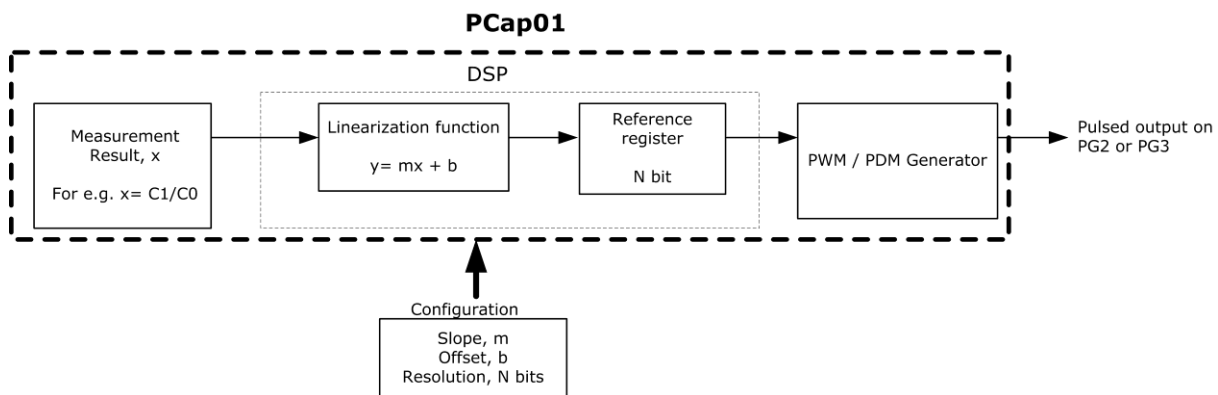 PCap01
DSP
Measurement
Result, x
For e.g. x= C1/C0
Linearization function
y= mx + b
Reference
register
N bit
PWM / PDM Generator
Pulsed output on
PG2 or PG3
Configuration
Slope, m
Offset, b
Resolution, N bits